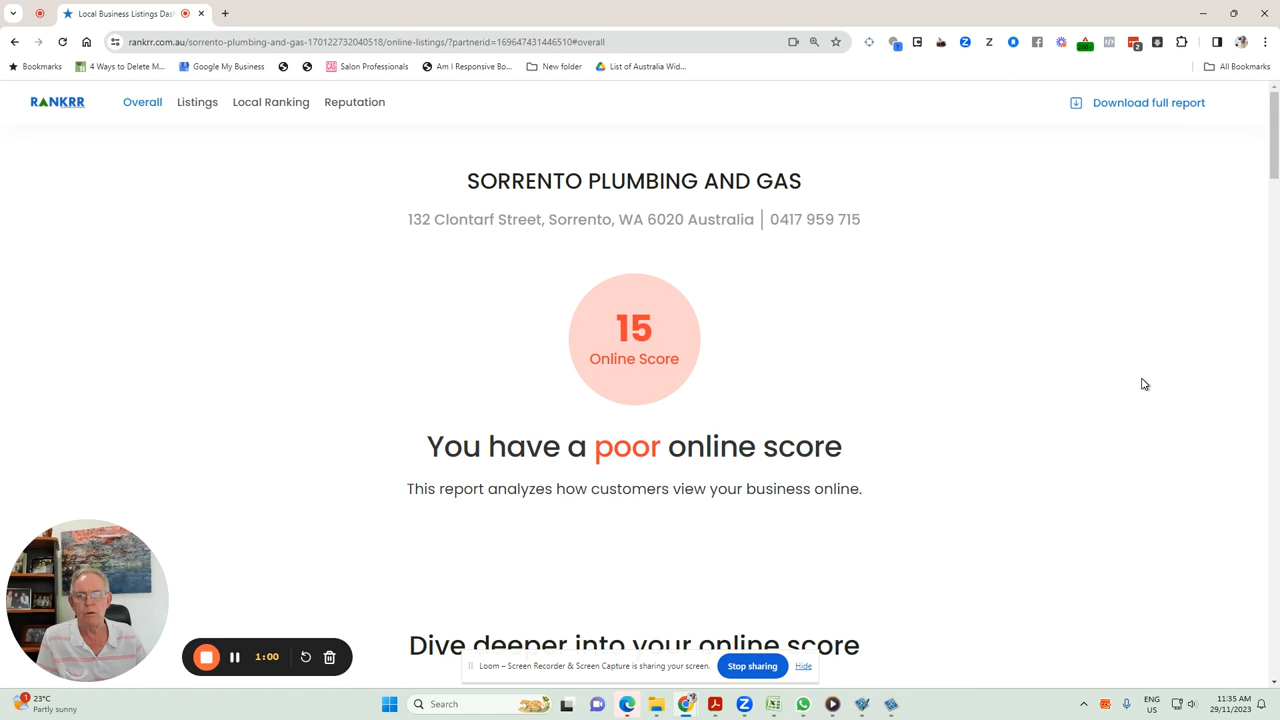 Local Business Listings Das
rankrr.com.au/sorrento-plumbing-and-gas-170122732040518/online-listings/?partnerid=169647431446510#overall
Bookmarks
4 Ways to Delete M...
Google My Business
Salon Professionals
Am I Responsive Bo...
New folder
List of Australia Wid...
All Bookmarks
RANKRR
Overall
Listings
Local Ranking
Reputation
Download full report
SORRENTO PLUMBING AND GAS
132 Clontarf Street, Sorrento, WA 6020 Australia | 0417 959 715
15
Online Score
You have a poor online score
This report analyzes how customers view your business online.
Dive deeper into your online score
1:00
Loom – Screen Recorder & Screen Capture is sharing your screen.
Stop sharing
Hide
1
23°C
Partly sunny
Search
ENG
US
11:35 AM
29/11/2023